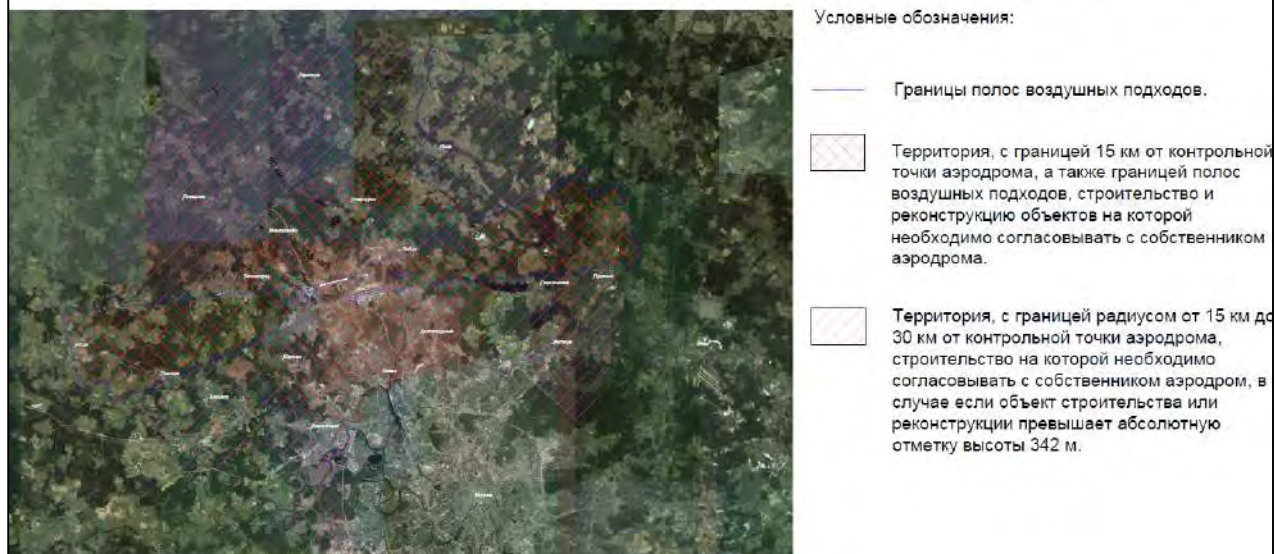 Условные обозначения:
Границы полос воздушных подходов.
Территория, с границей 15 км от контрольной
точки аэродрома, а также границей полос
воздушных подходов, строительство и
реконструкцию объектов на которой
необходимо согласовывать с собственником
аэродрома.
Территория, с границей радиусом от 15 км до
30 км от контрольной точки аэродрома,
строительство на которой необходимо
согласовывать с собственником аэродром, в
случае если объект строительства или
реконструкции превышает абсолютную
отметку высоты 342 м.